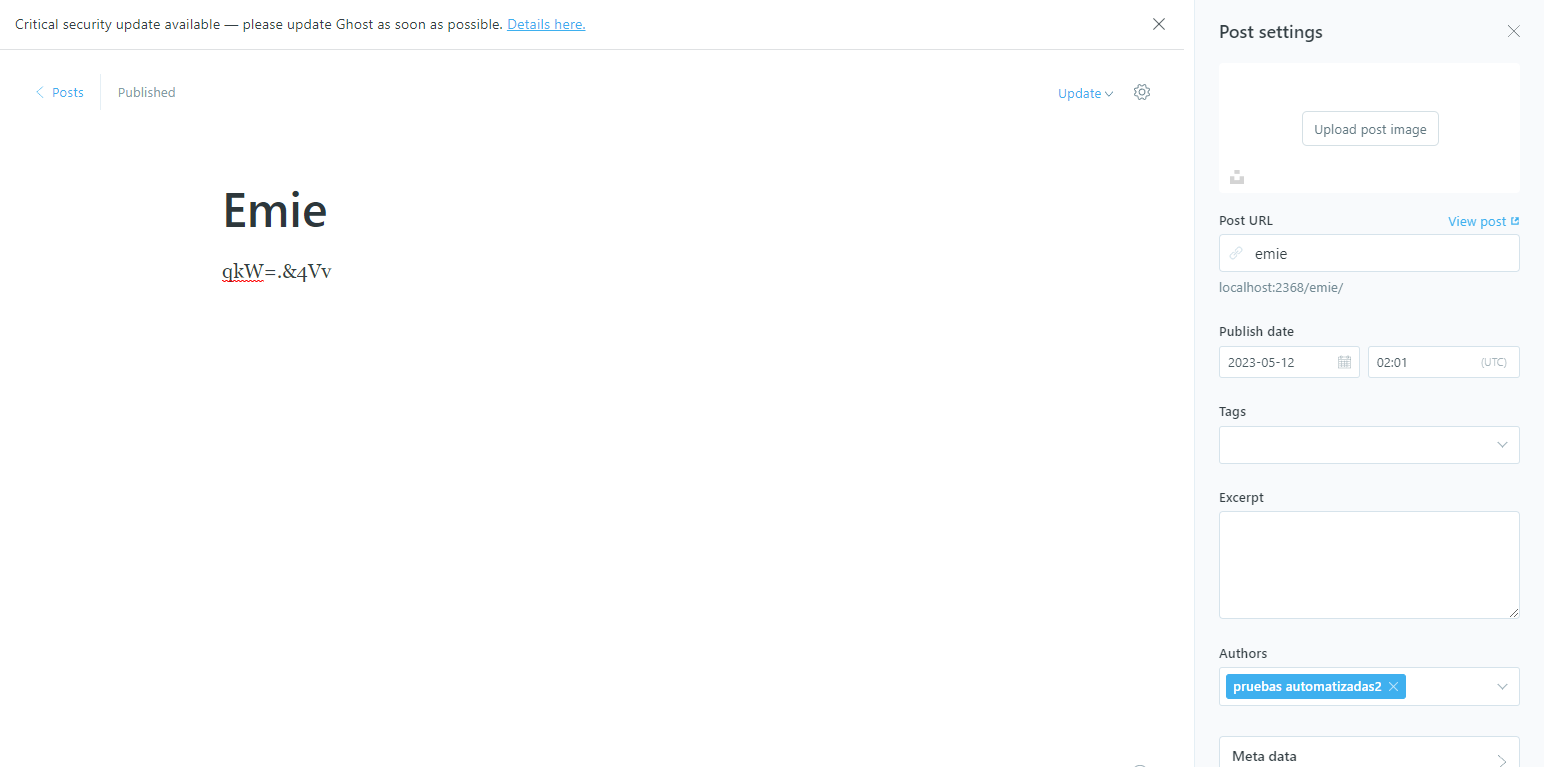 Critical security update available — please update Ghost as soon as possible. Details here.
Posts
Published
Update
Emie
qkW=.&4Vv
Post settings
Upload post image
Post URL
View post
emie
localhost:2368/emie/
Publish date
2023-05-12
02:01
(UTC)
Tags
Excerpt
Authors
pruebas automatizadas2
Meta data